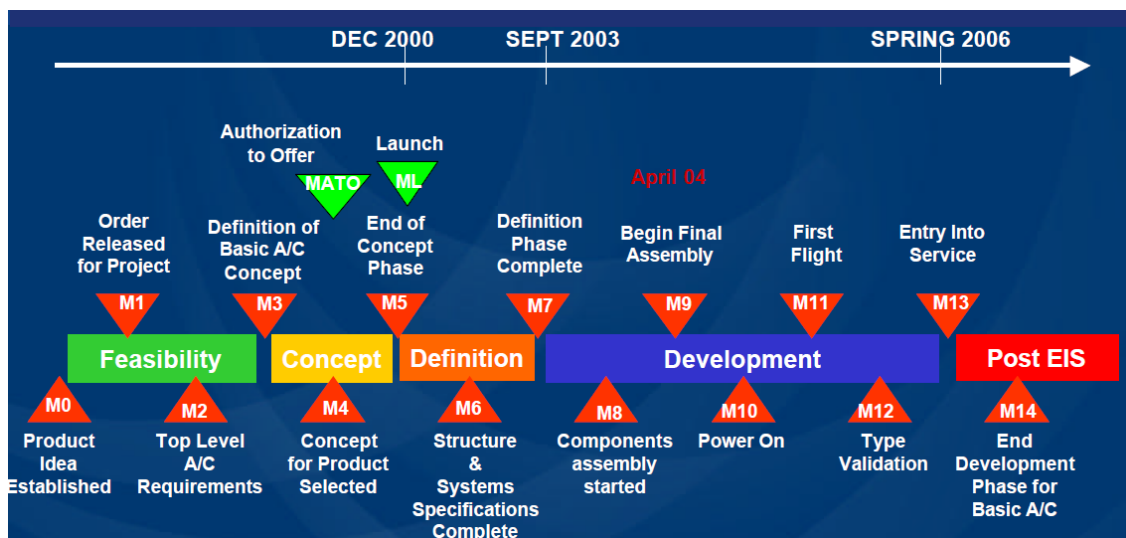 DEC 2000
SEPT 2003
SPRING 2006
Authorization
to Offer
MATO
Launch
ML
April 04
Order
Released
for Project
Definition of
Basic A/C
Concept
End of
Concept
Phase
Definition
Phase
Complete
Begin Final
Assembly
First
Flight
Entry Into
Service
M1
M3
M5
M7
M9
M11
M13
Feasibility
Concept
Definition
Development
Post EIS
M0
M2
M4
M6
M8
M10
M12
M14
Product
Idea
Established
Top Level
A/C
Requirements
Concept
for Product
Selected
Structure
&
Systems
Specifications
Complete
Components
assembly
started
Power On
Type
Validation
End
Development
Phase for
Basic A/C